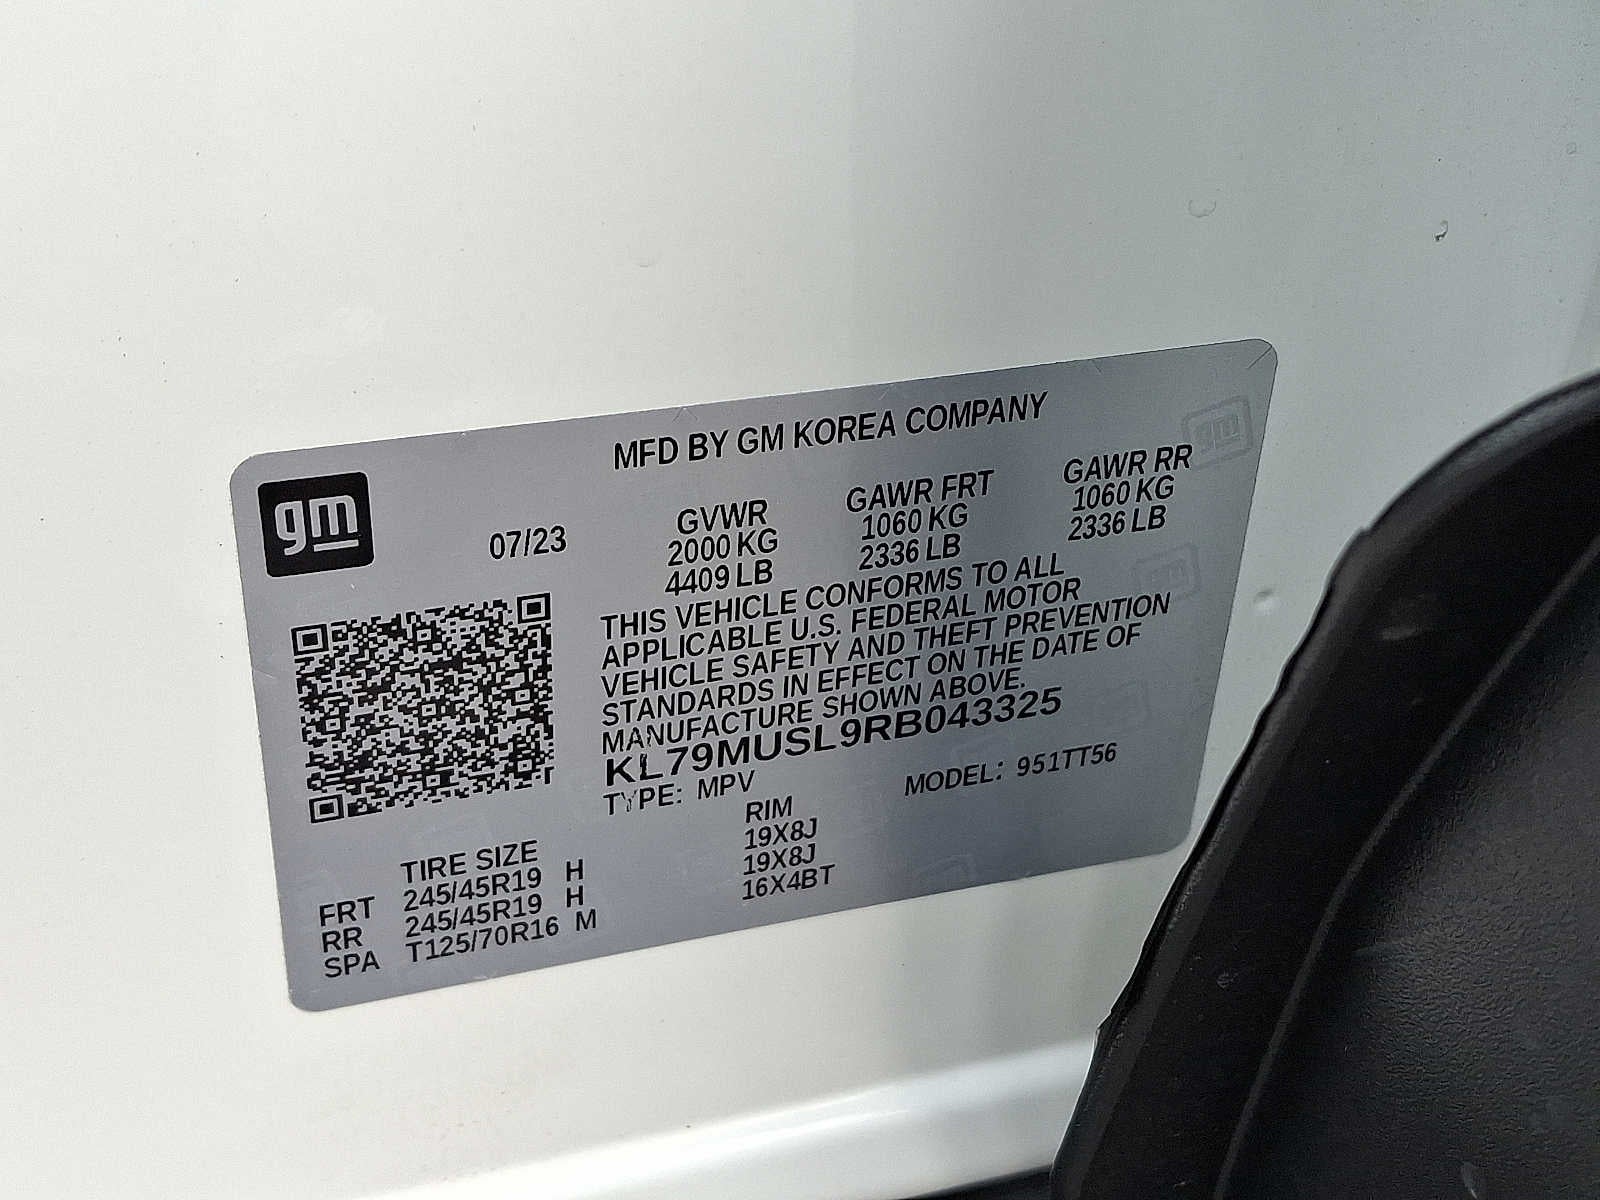 MFD BY GM KOREA COMPANY
gm
07/23
GVWR
2000 KG
4409 LB
GAWR FRT
1060 KG
2336 LB
GAWR RR
1060 KG
2336 LB
THIS VEHICLE CONFORMS TO ALL
APPLICABLE U.S. FEDERAL MOTOR
VEHICLE SAFETY AND THEFT PREVENTION
STANDARDS IN EFFECT ON THE DATE OF
MANUFACTURE SHOWN ABOVE.
KL79MUSL9RB043325
TYPE: MPV MODEL: 951TT56
TIRE SIZE RIM
FRT 245/45R19 H 19X8J
RR 245/45R19 H 19X8J
SPA T125/70R16 M 16X4BT